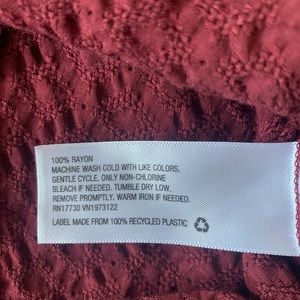 100% RAYON
MACHINE WASH COLD WITH LIKE COLORS.
GENTLE CYCLE. ONLY NON-CHLORINE
BLEACH IF NEEDED. TUMBLE DRY LOW.
REMOVE PROMPTLY. WARM IRON IF NEEDED.
RN17730 VN1973122
LABEL MADE FROM 100% RECYCLED PLASTIC